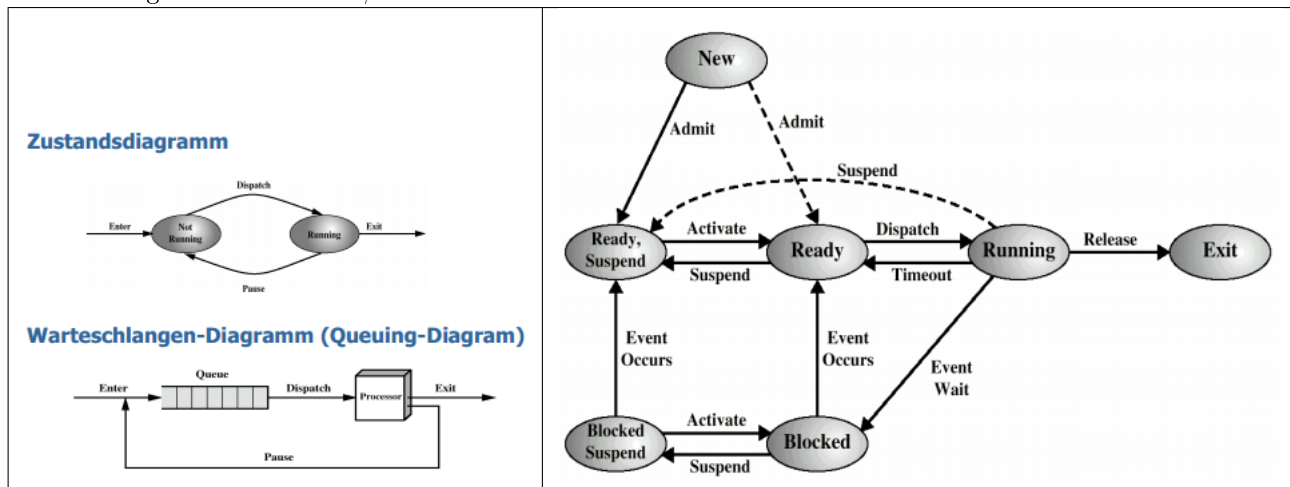 Zustandsdiagramm
Dispatch
Enter
Not
Running
Running
Exit
Pause
Warteschlangen-Diagramm (Queuing-Diagram)
Queue
Enter
Dispatch
Processor
Exit
Pause
New
Admit
Admit
Suspend
Ready,
Suspend
Activate
Suspend
Ready
Dispatch
Timeout
Running
Release
Exit
Event
Occurs
Event
Occurs
Event
Wait
Blocked
Suspend
Activate
Suspend
Blocked